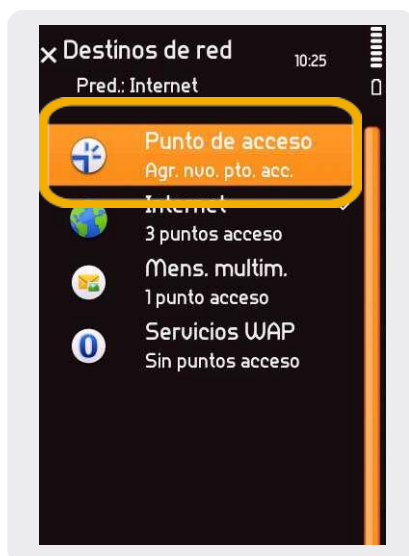 Destinos de red 10:25
Pred.: Internet
Punto de acceso
Agr. nvo. pto. acc.
Internet
3 puntos acceso
Mens. multim.
1 punto acceso
Servicios WAP
Sin puntos acceso